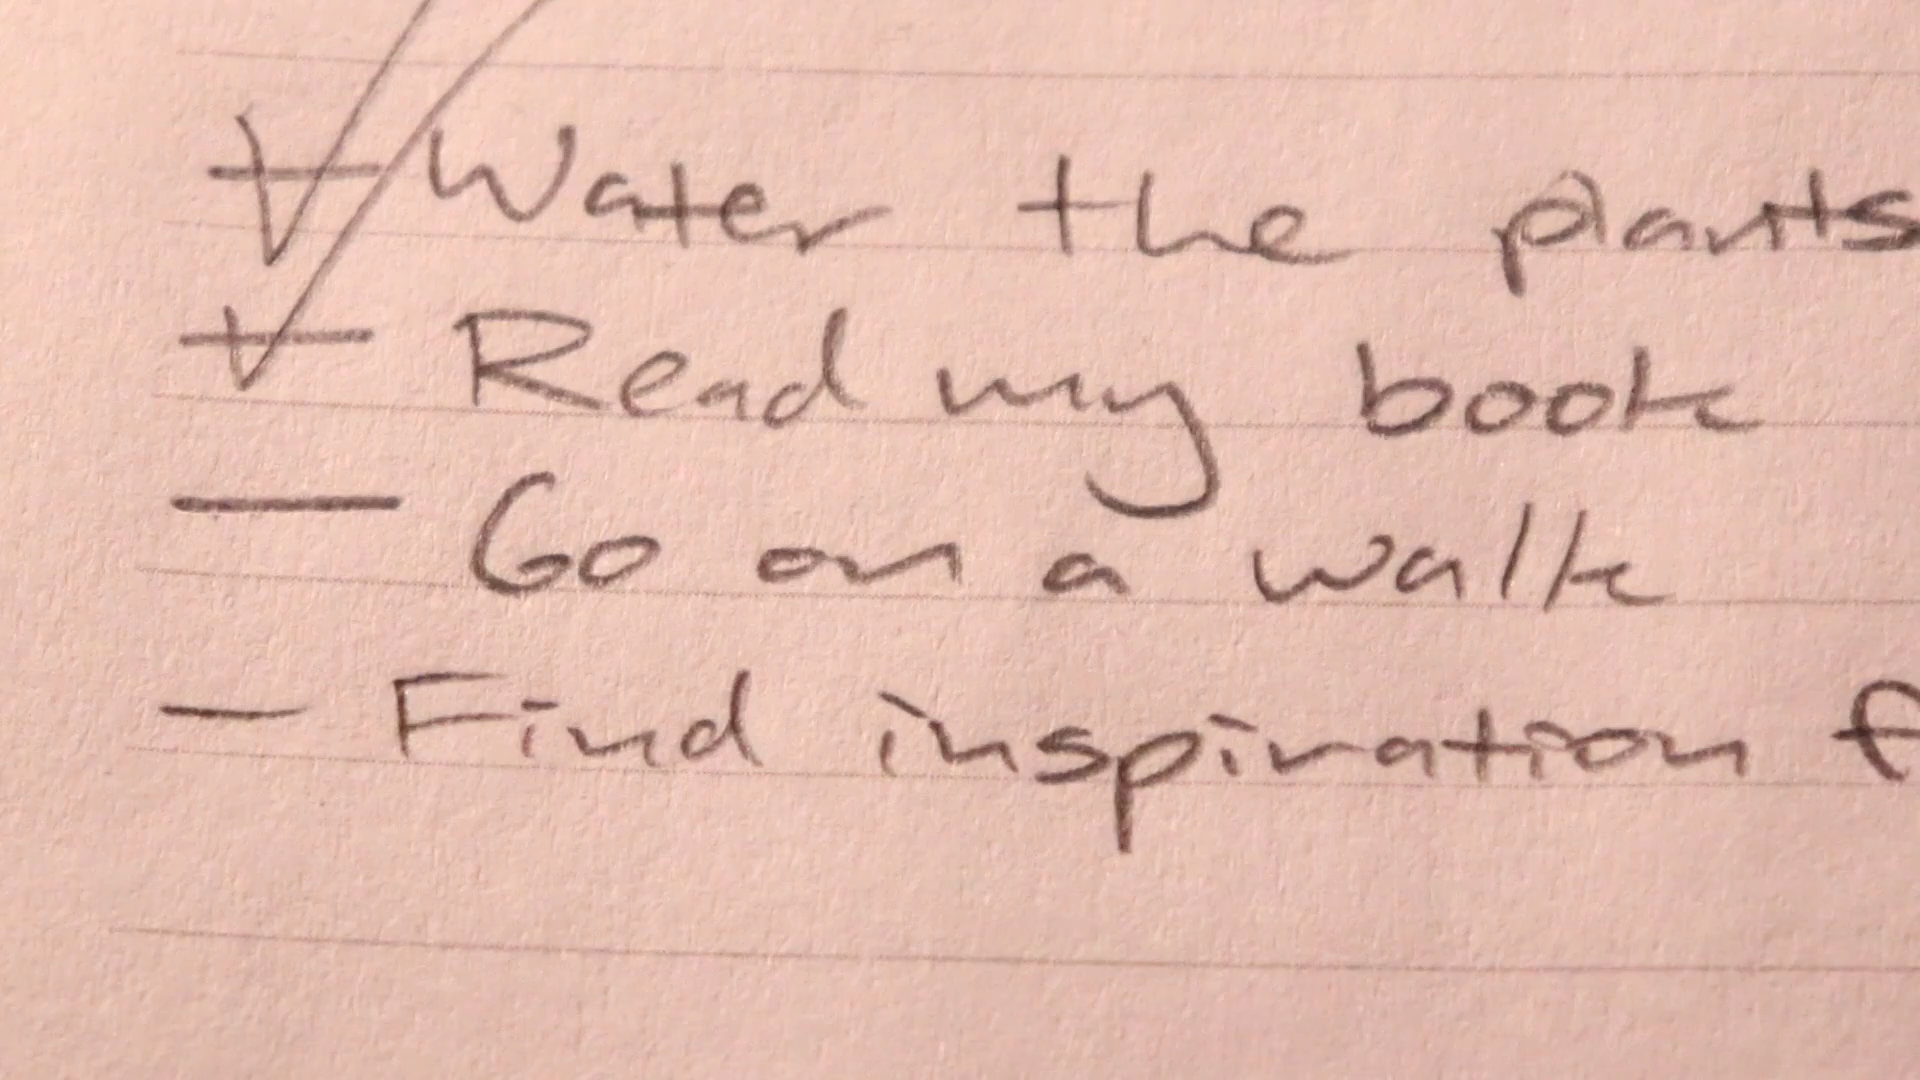 - Water the plants
- Read my book
- Go on a walk
- Find inspiration